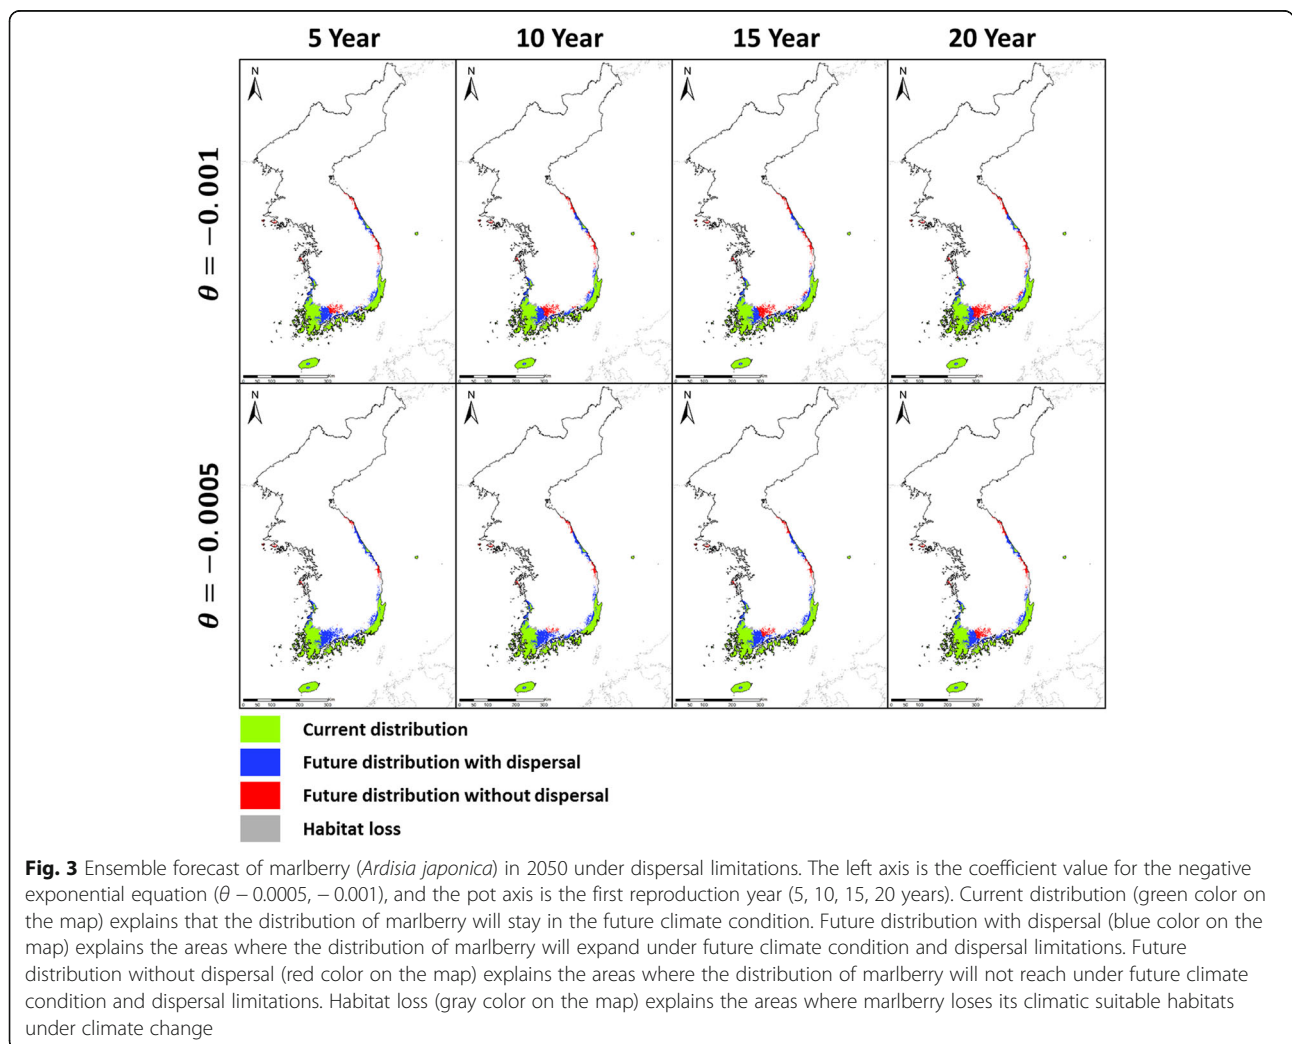 5 Year 10 Year 15 Year 20 Year
N N N N
θ = −0.001
N N N N
θ = −0.0005
Current distribution
Future distribution with dispersal
Future distribution without dispersal
Habitat loss
Fig. 3 Ensemble forecast of marlberry (Ardisia japonica) in 2050 under dispersal limitations. The left axis is the coefficient value for the negative
exponential equation (θ − 0.0005, − 0.001), and the pot axis is the first reproduction year (5, 10, 15, 20 years). Current distribution (green color on
the map) explains that the distribution of marlberry will stay in the future climate condition. Future distribution with dispersal (blue color on the
map) explains the areas where the distribution of marlberry will expand under future climate condition and dispersal limitations. Future
distribution without dispersal (red color on the map) explains the areas where the distribution of marlberry will not reach under future climate
condition and dispersal limitations. Habitat loss (gray color on the map) explains the areas where marlberry loses its climatic suitable habitats
under climate change